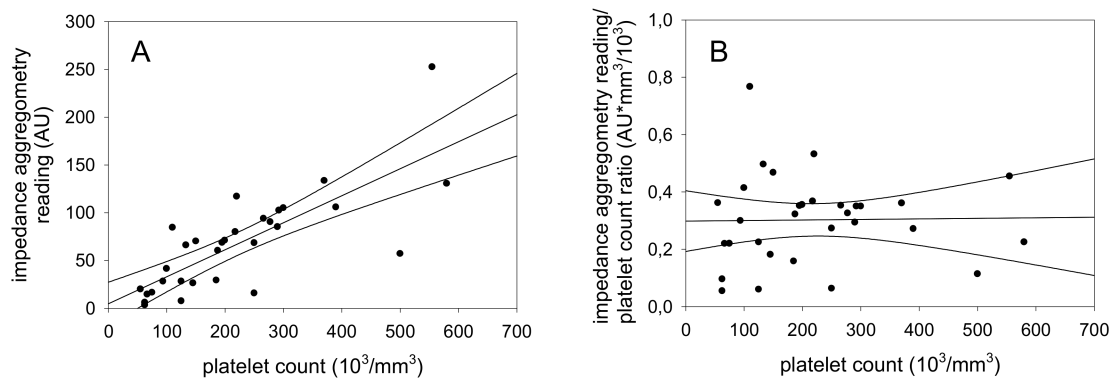 A
impedance aggregometry
reading (AU)
300
250
200
150
100
50
0
0 100 200 300 400 500 600 700
platelet count (10³/mm³)
B
impedance aggregometry reading/
platelet count ratio (AU*mm³/10³)
1,0
0,8
0,6
0,4
0,2
0,0
0 100 200 300 400 500 600 700
platelet count (10³/mm³)